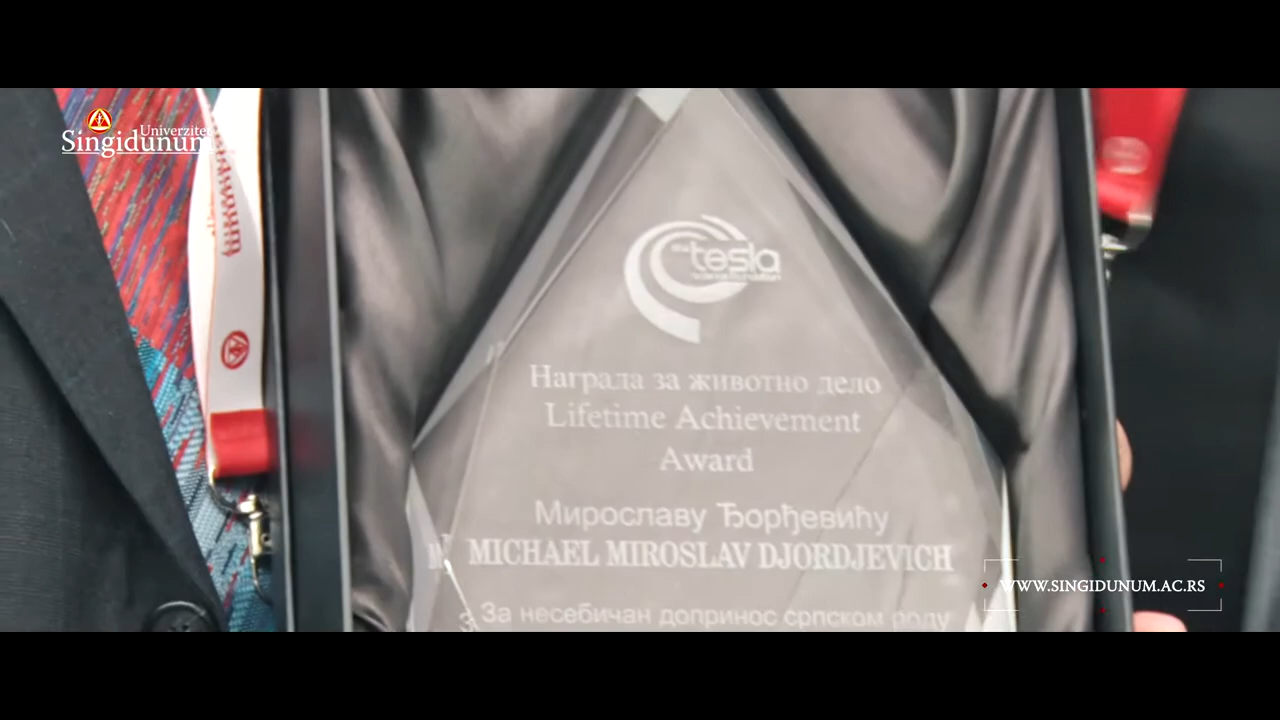 Univerzitet
Singidunum
tesla
Награда за животно дело
Lifetime Achievement
Award
Мирославу Ђорђевићу
MICHAEL MIROSLAV DJORDJEVICH
За несебичан допринос српском роду
WWW.SINGIDUNUM.AC.RS